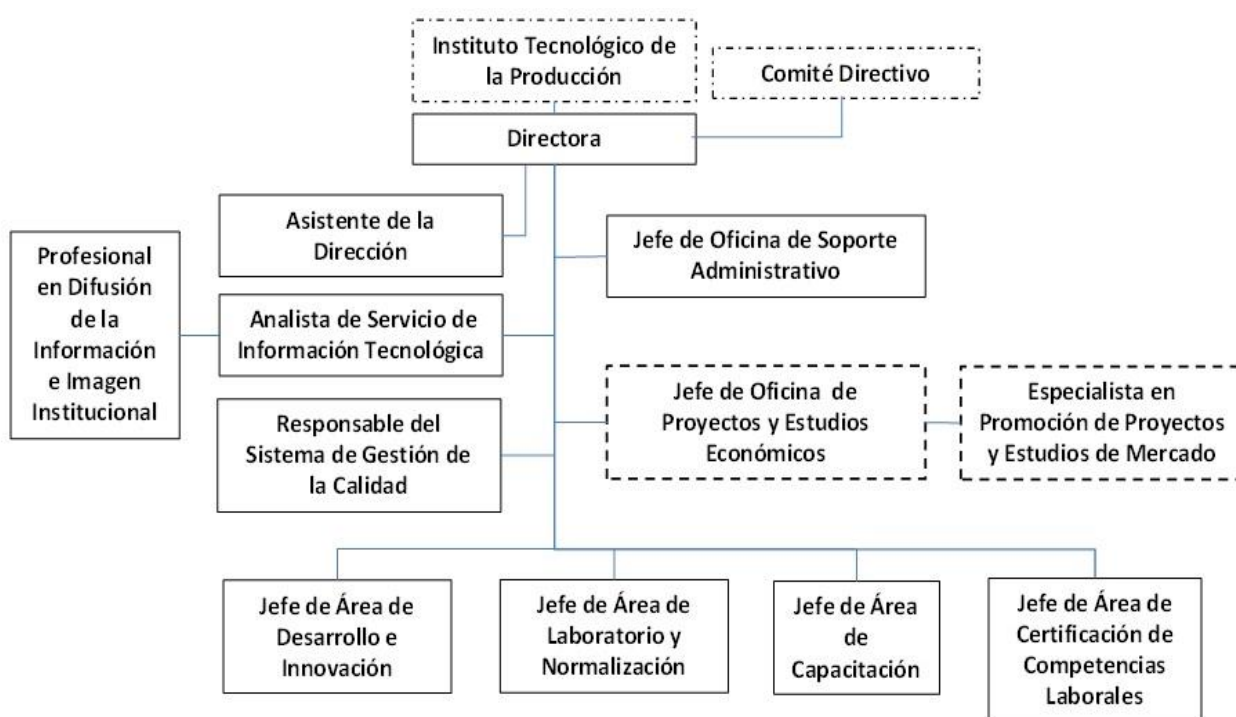 Instituto Tecnológico de
la Producción
Comité Directivo
Directora
Asistente de la
Dirección
Jefe de Oficina de Soporte
Administrativo
Profesional
en Difusión
de la
Información
e Imagen
Institucional
Analista de Servicio de
Información Tecnológica
Jefe de Oficina de
Proyectos y Estudios
Económicos
Especialista en
Promoción de Proyectos
y Estudios de Mercado
Responsable del
Sistema de Gestión de
la Calidad
Jefe de Área de
Desarrollo e
Innovación
Jefe de Área de
Laboratorio y
Normalización
Jefe de Área
de
Capacitación
Jefe de Área de
Certificación de
Competencias
Laborales